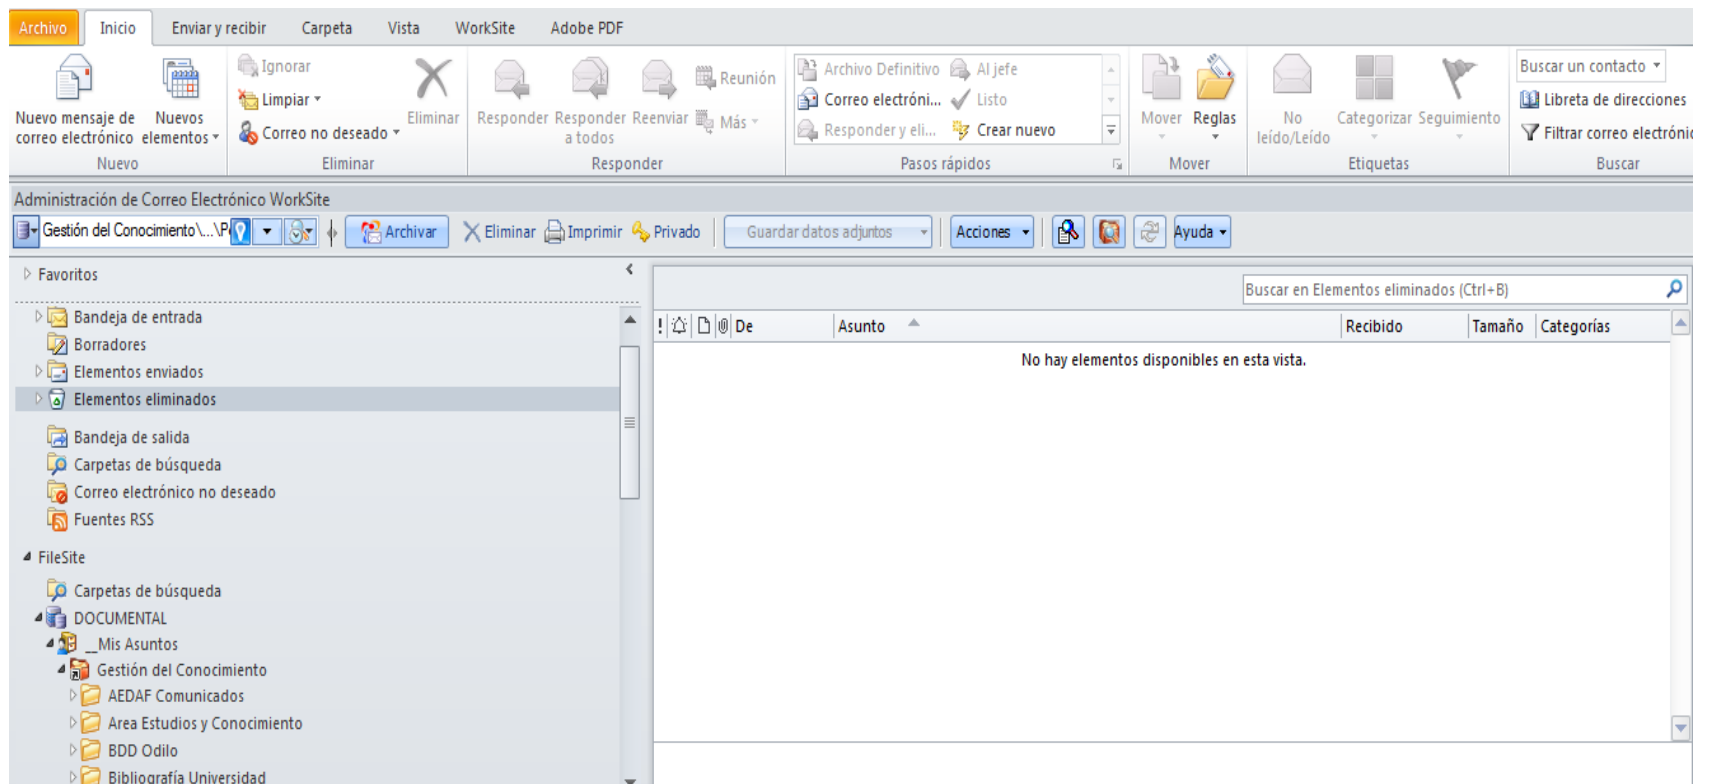 Archivo Inicio Enviar y recibir Carpeta Vista WorkSite Adobe PDF
Nuevo mensaje de correo electrónico
Nuevos elementos
Nuevo
Ignorar
Limpiar
Correo no deseado
Eliminar
Eliminar
Responder
Responder a todos
Reenviar
Reunión
Más
Responder
Archivo Definitivo
Correo electróni...
Responder y eli...
Al jefe
Listo
Crear nuevo
Pasos rápidos
Mover
Reglas
Mover
No leído/Leído
Categorizar
Seguimiento
Etiquetas
Buscar un contacto
Libreta de direcciones
Filtrar correo electrónic
Buscar
Administración de Correo Electrónico WorkSite
Gestión del Conocimiento\...\P Archivar Eliminar Imprimir Privado Guardar datos adjuntos Acciones Ayuda
Favoritos
Bandeja de entrada
Borradores
Elementos enviados
Elementos eliminados
Bandeja de salida
Carpetas de búsqueda
Correo electrónico no deseado
Fuentes RSS
FileSite
Carpetas de búsqueda
DOCUMENTAL
__Mis Asuntos
Gestión del Conocimiento
AEDAF Comunicados
Area Estudios y Conocimiento
BDD Odilo
Bibliografía Universidad
Buscar en Elementos eliminados (Ctrl+B)
! De Asunto Recibido Tamaño Categorías
No hay elementos disponibles en esta vista.